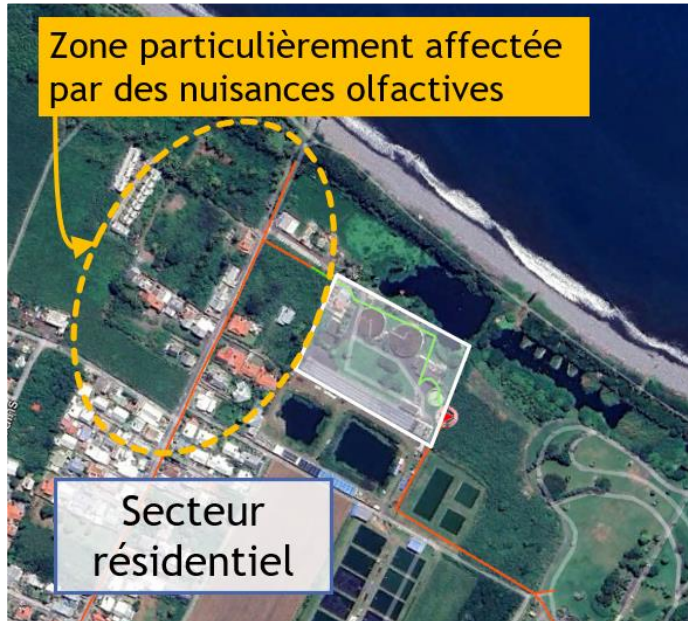 Zone particulièrement affectée
par des nuisances olfactives
Secteur
résidentiel